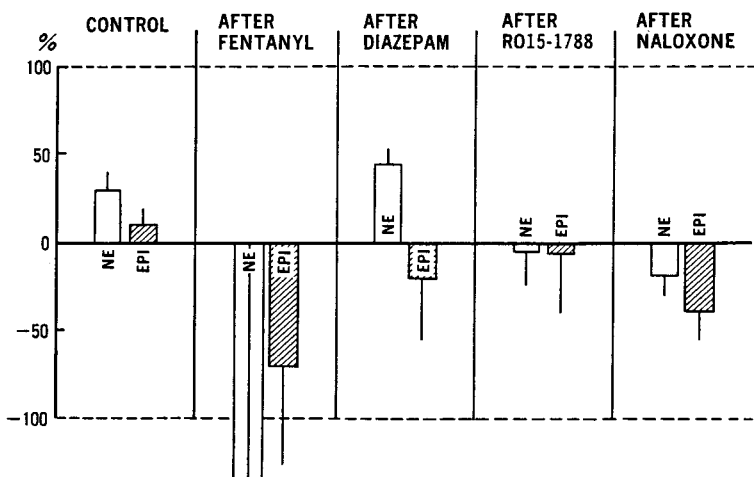 %
CONTROL
AFTER
FENTANYL
AFTER
DIAZEPAM
AFTER
RO15-1788
AFTER
NALOXONE
100
50
0
−50
−100
NE
EPI
NE
EPI
NE
EPI
NE
EPI
NE
EPI